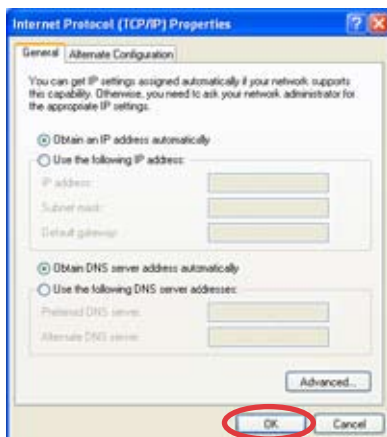 Internet Protocol (TCP/IP) Properties
General
Alternate Configuration
You can get IP settings assigned automatically if your network supports
this capability. Otherwise, you need to ask your network administrator for
the appropriate IP settings.
Obtain an IP address automatically
Use the following IP address:
IP address:
Subnet mask:
Default gateway:
Obtain DNS server address automatically
Use the following DNS server addresses:
Preferred DNS server:
Alternate DNS server:
Advanced...
OK
Cancel